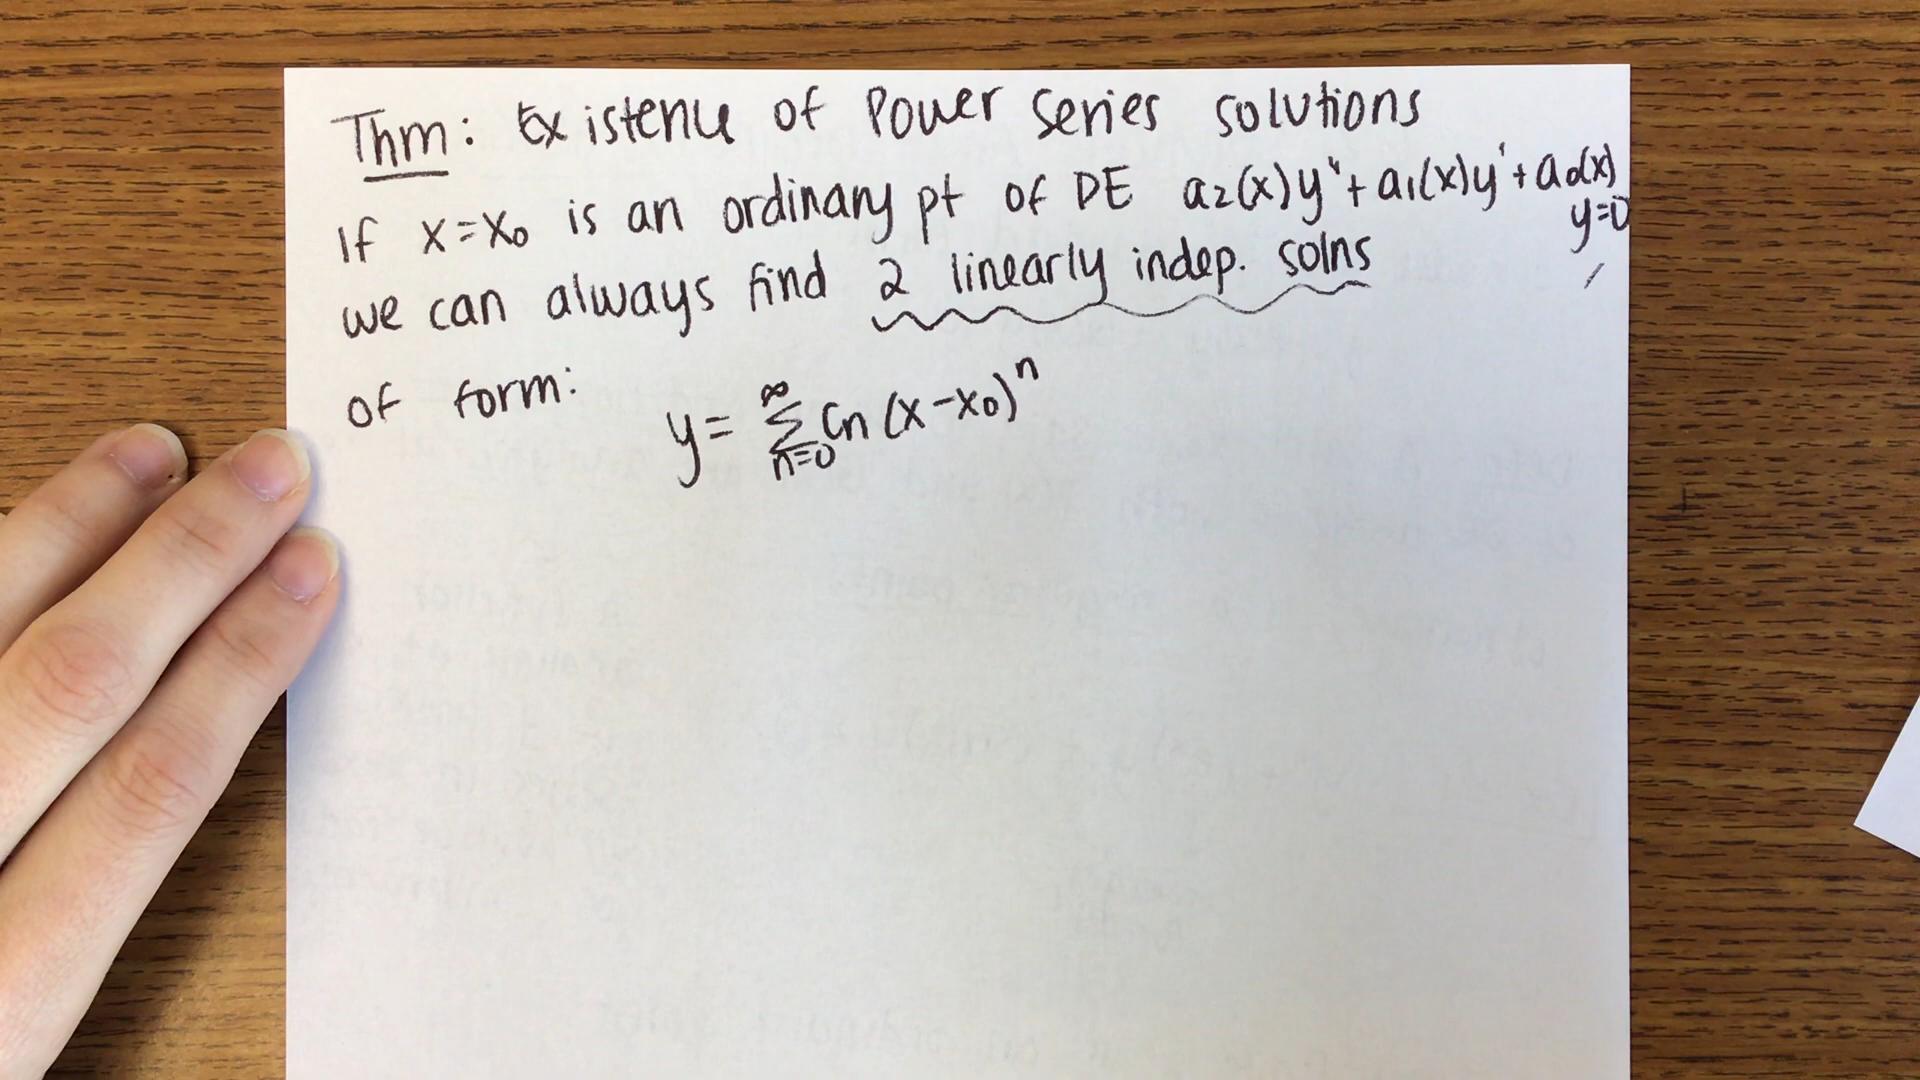 Thm: Existence of Power Series solutions
If x=x₀ is an ordinary pt of DE a₂(x)y"+a₁(x)y'+a₀(x)
y=0
we can always find 2 linearly indep. solns
of form:
y= ∞Σn=0 Cn (x-x₀)ⁿ